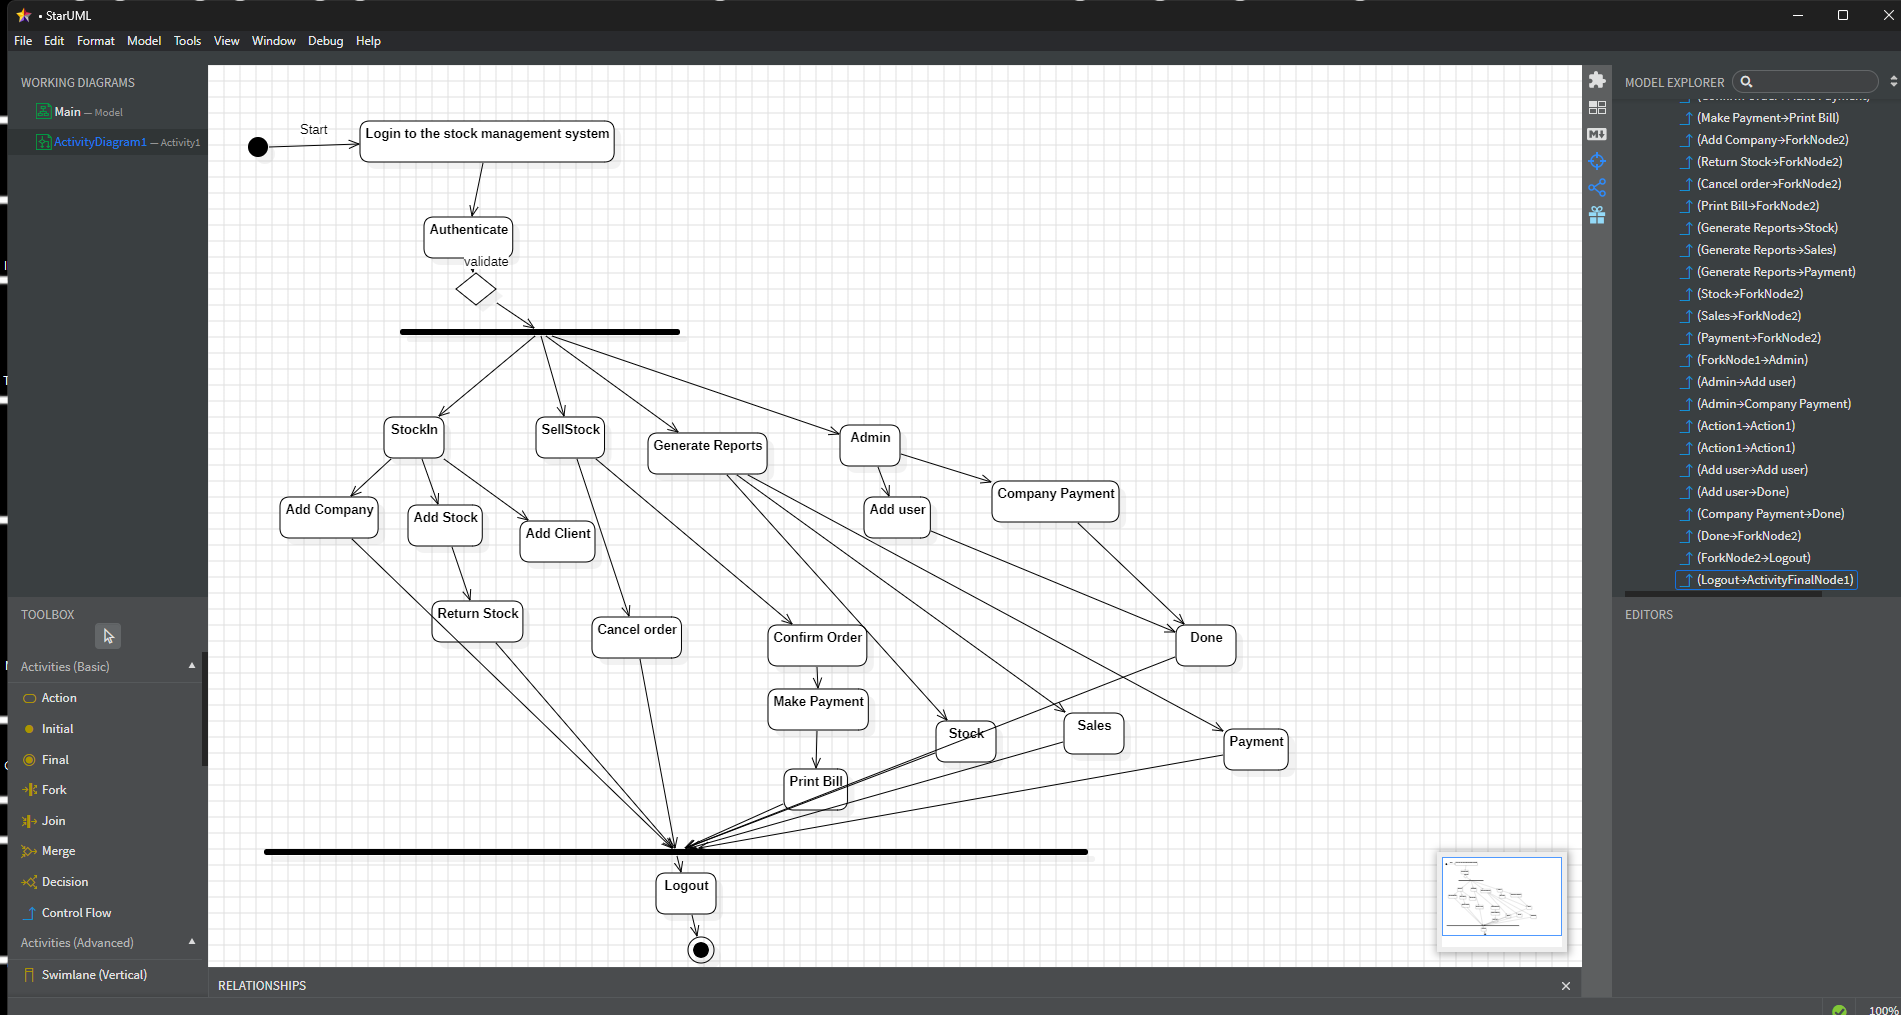 • StarUML
File Edit Format Model Tools View Window Debug Help
WORKING DIAGRAMS
Main — Model
ActivityDiagram1 — Activity1
TOOLBOX
Activities (Basic)
Action
Initial
Final
Fork
Join
Merge
Decision
Control Flow
Activities (Advanced)
Swimlane (Vertical)
Start
Login to the stock management system
Authenticate
validate
StockIn
SellStock
Generate Reports
Admin
Add Company
Add Stock
Add Client
Add user
Company Payment
Return Stock
Cancel order
Confirm Order
Done
Make Payment
Stock
Sales
Payment
Print Bill
Logout
RELATIONSHIPS
M
MODEL EXPLORER
(Make Payment→Print Bill)
(Add Company→ForkNode2)
(Return Stock→ForkNode2)
(Cancel order→ForkNode2)
(Print Bill→ForkNode2)
(Generate Reports→Stock)
(Generate Reports→Sales)
(Generate Reports→Payment)
(Stock→ForkNode2)
(Sales→ForkNode2)
(Payment→ForkNode2)
(ForkNode1→Admin)
(Admin→Add user)
(Admin→Company Payment)
(Action1→Action1)
(Action1→Action1)
(Add user→Add user)
(Add user→Done)
(Company Payment→Done)
(Done→ForkNode2)
(ForkNode2→Logout)
(Logout→ActivityFinalNode1)
EDITORS
100%